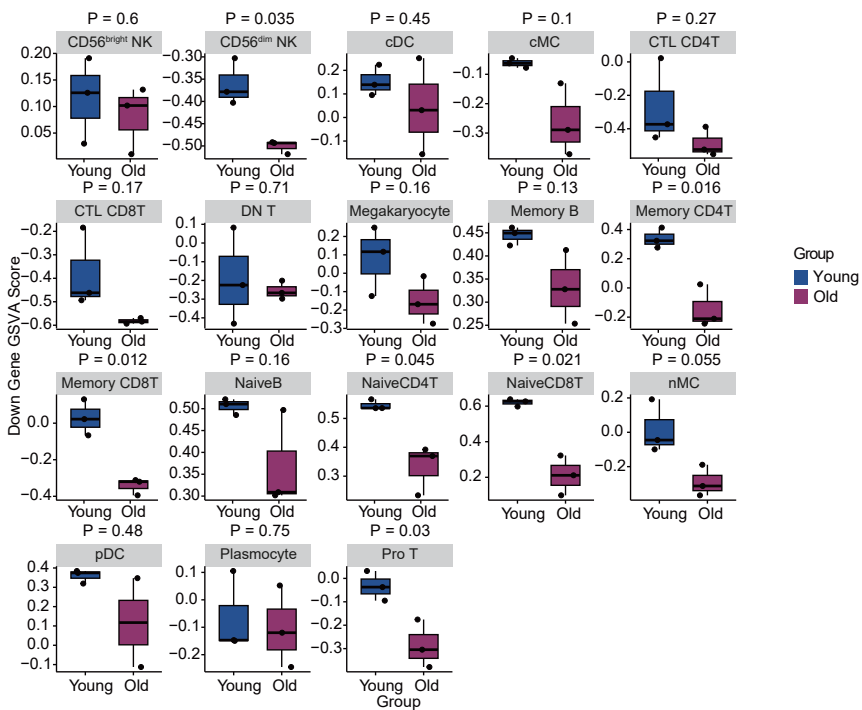 P = 0.6 P = 0.035 P = 0.45 P = 0.1 P = 0.27
CD56bright NK CD56dim NK cDC cMC CTL CD4T
0.20 0.15 0.10 0.05
−0.30 −0.35 −0.40 −0.45 −0.50
0.2 0.1 0.0 −0.1
−0.1 −0.2 −0.3
0.0 −0.2 −0.4
Young Old Young Old Young Old Young Old Young Old
P = 0.17 P = 0.71 P = 0.16 P = 0.13 P = 0.016
CTL CD8T DN T Megakaryocyte Memory B Memory CD4T
−0.2 −0.3 −0.4 −0.5 −0.6
0.1 0.0 −0.1 −0.2 −0.3 −0.4
0.2 0.1 0.0 −0.1 −0.2 −0.3
0.45 0.40 0.35 0.30 0.25
0.4 0.2 0.0 −0.2
Young Old Young Old Young Old Young Old Young Old
P = 0.012 P = 0.16 P = 0.045 P = 0.021 P = 0.055
Memory CD8T NaiveB NaiveCD4T NaiveCD8T nMC
0.0 −0.2 −0.4
0.50 0.45 0.40 0.35 0.30
0.5 0.4 0.3
0.6 0.4 0.2
0.2 0.0 −0.2
Young Old Young Old Young Old Young Old Young Old
P = 0.48 P = 0.75 P = 0.03
pDC Plasmocyte Pro T
0.4 0.3 0.2 0.1 0.0 −0.1
0.1 0.0 −0.1 −0.2
0.0 −0.1 −0.2 −0.3
Young Old Young Old Young Old
Group
Down Gene GSVA Score
Group
Young
Old